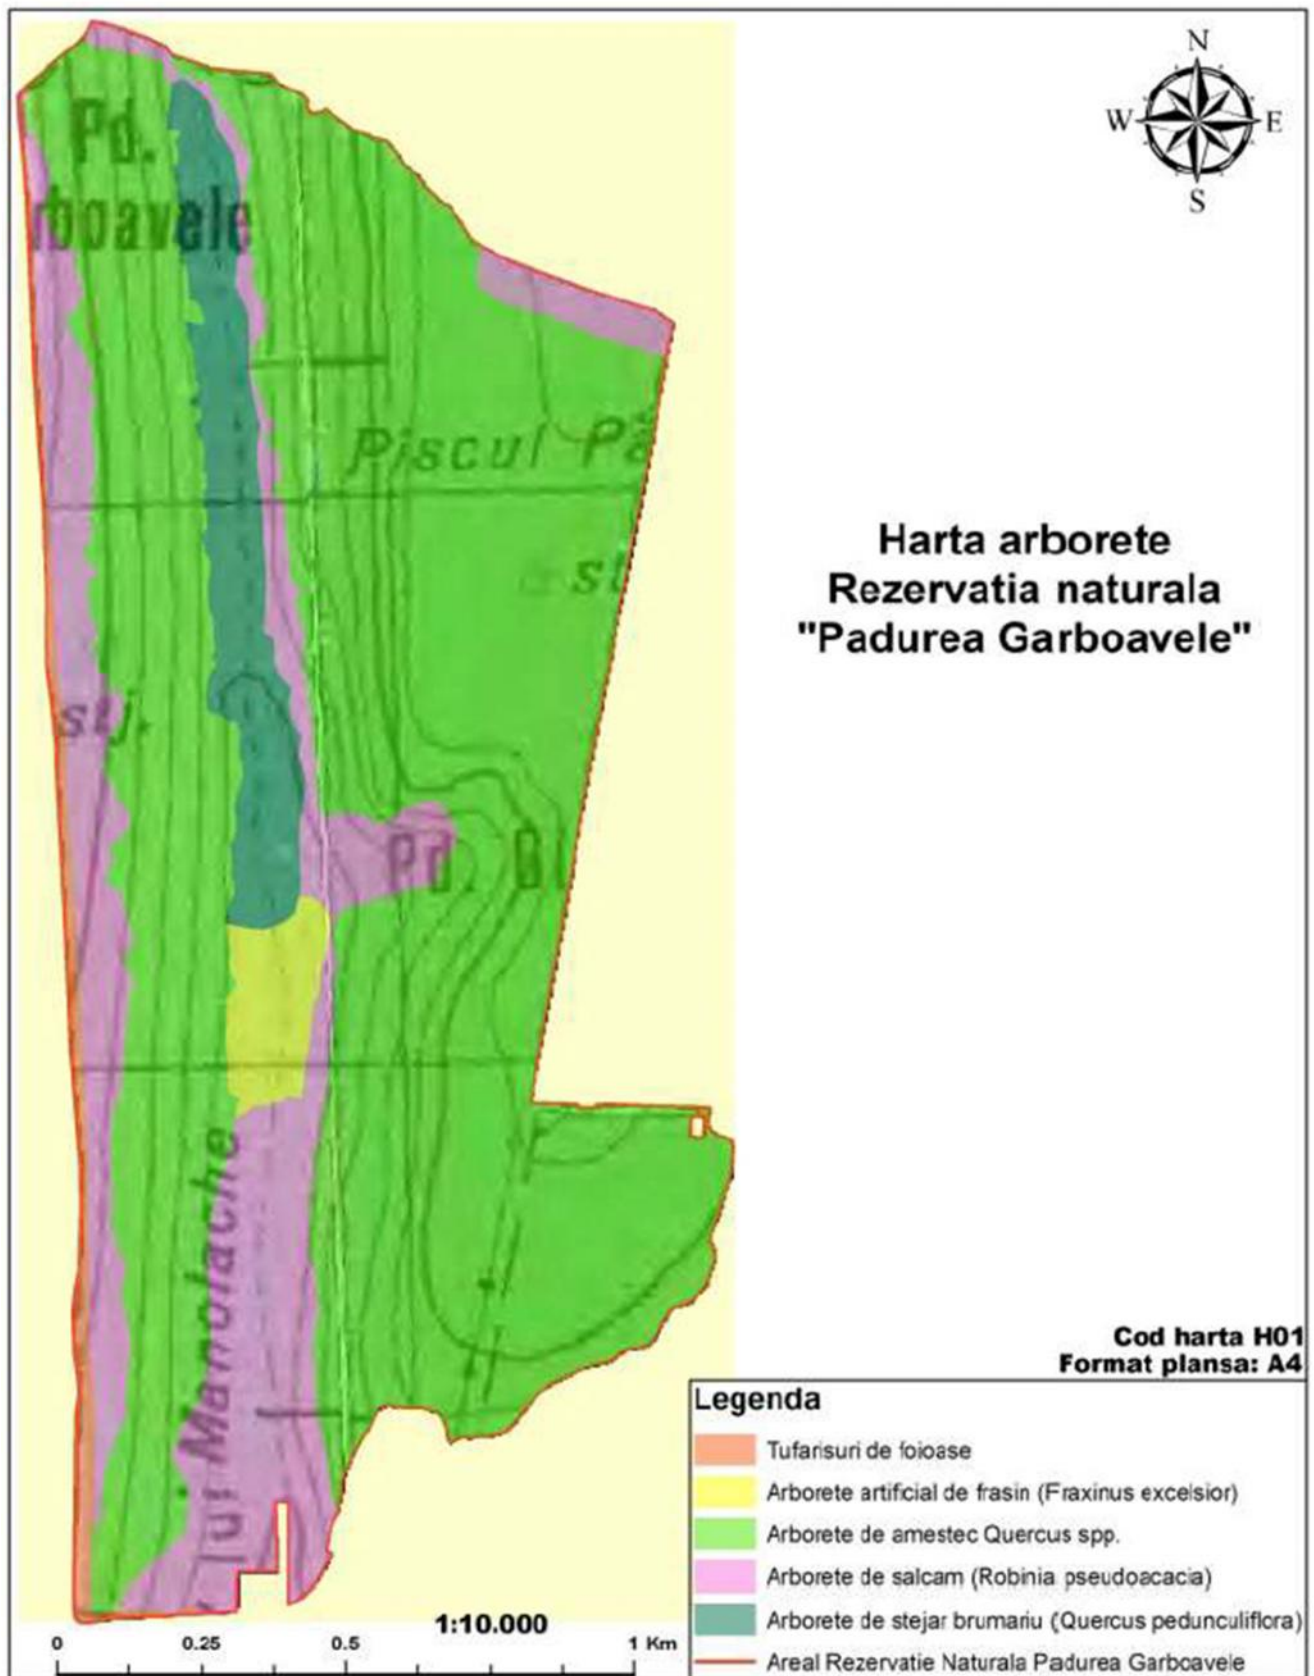 N
W E
S
Pd.
rboavele
Piscul Pă
st
stj.
Pd. Bl
lui Manolache
Harta arborete
Rezervatia naturala
"Padurea Garboavele"
Cod harta H01
Format plansa: A4
Legenda
Tufarisuri de foioase
Arborete artificial de frasin (Fraxinus excelsior)
Arborete de amestec Quercus spp.
Arborete de salcam (Robinia pseudoacacia)
Arborete de stejar brumariu (Quercus pedunculiflora)
Areal Rezervatie Naturala Padurea Garboavele
1:10.000
0 0.25 0.5 1 Km